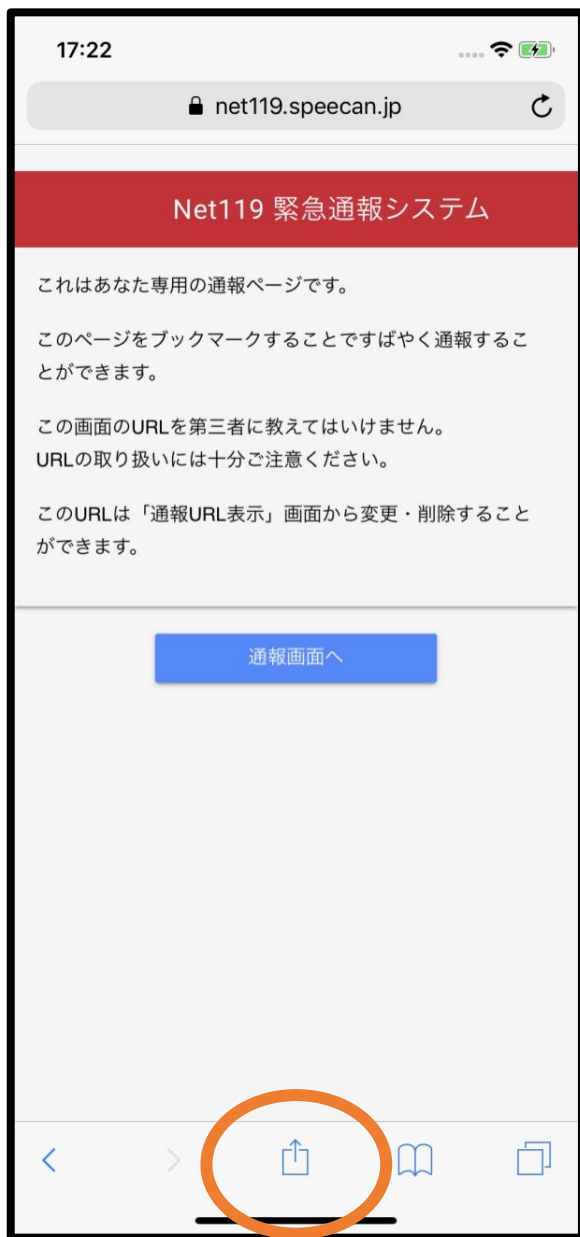 17:22
net119.speecan.jp
Net119 緊急通報システム
これはあなた専用の通報ページです。
このページをブックマークすることですばやく通報するこ
とができます。
この画面のURLを第三者に教えてはいけません。
URLの取り扱いには十分ご注意ください。
このURLは「通報URL表示」画面から変更・削除すること
ができます。
通報画面へ